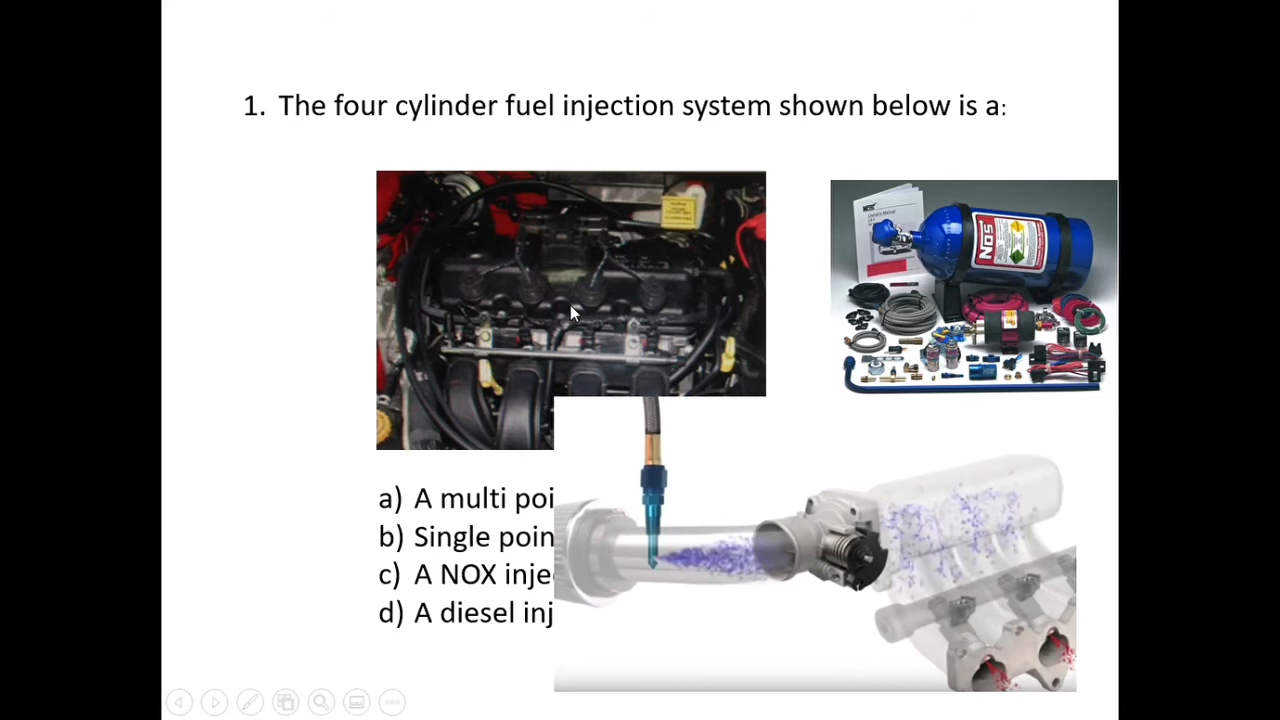 1. The four cylinder fuel injection system shown below is a:
NOS
a) A multi poi
b) Single poin
c) A NOX inje
d) A diesel inj